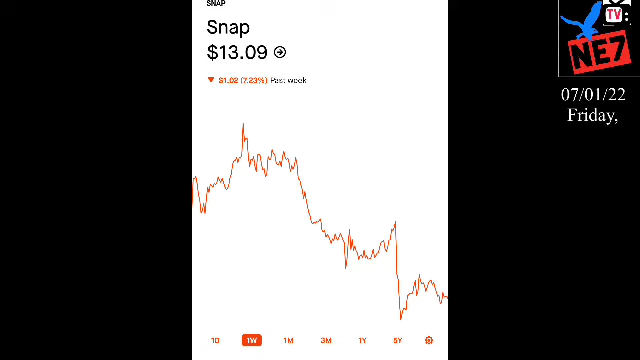 SNAP
Snap
$13.09
$1.02 (7.23%) Past week
1D
1W
1M
3M
1Y
5Y
TV:
NE7
07/01/22
Friday,